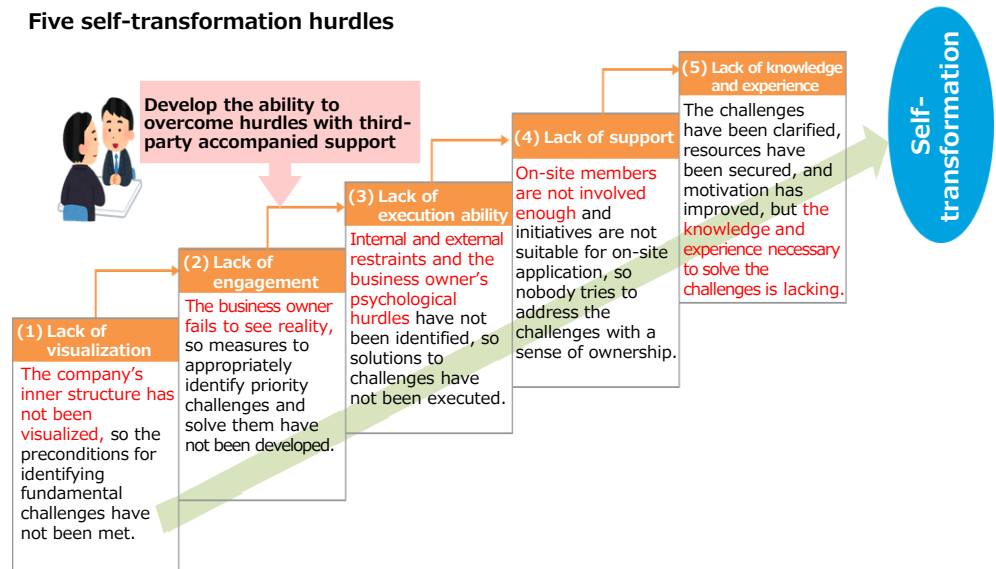 Five self-transformation hurdles
Develop the ability to
overcome hurdles with third-
party accompanied support
(1) Lack of
visualization
The company’s
inner structure has
not been
visualized, so the
preconditions for
identifying
fundamental
challenges have
not been met.
(2) Lack of
engagement
The business owner
fails to see reality,
so measures to
appropriately
identify priority
challenges and
solve them have
not been developed.
(3) Lack of
execution ability
Internal and external
restraints and the
business owner’s
psychological
hurdles have not
been identified, so
solutions to
challenges have
not been executed.
(4) Lack of support
On-site members
are not involved
enough and
initiatives are not
suitable for on-site
application, so
nobody tries to
address the
challenges with a
sense of ownership.
(5) Lack of knowledge
and experience
The challenges
have been clarified,
resources have
been secured, and
motivation has
improved, but the
knowledge and
experience necessary
to solve the
challenges is lacking.
Self-
transformation